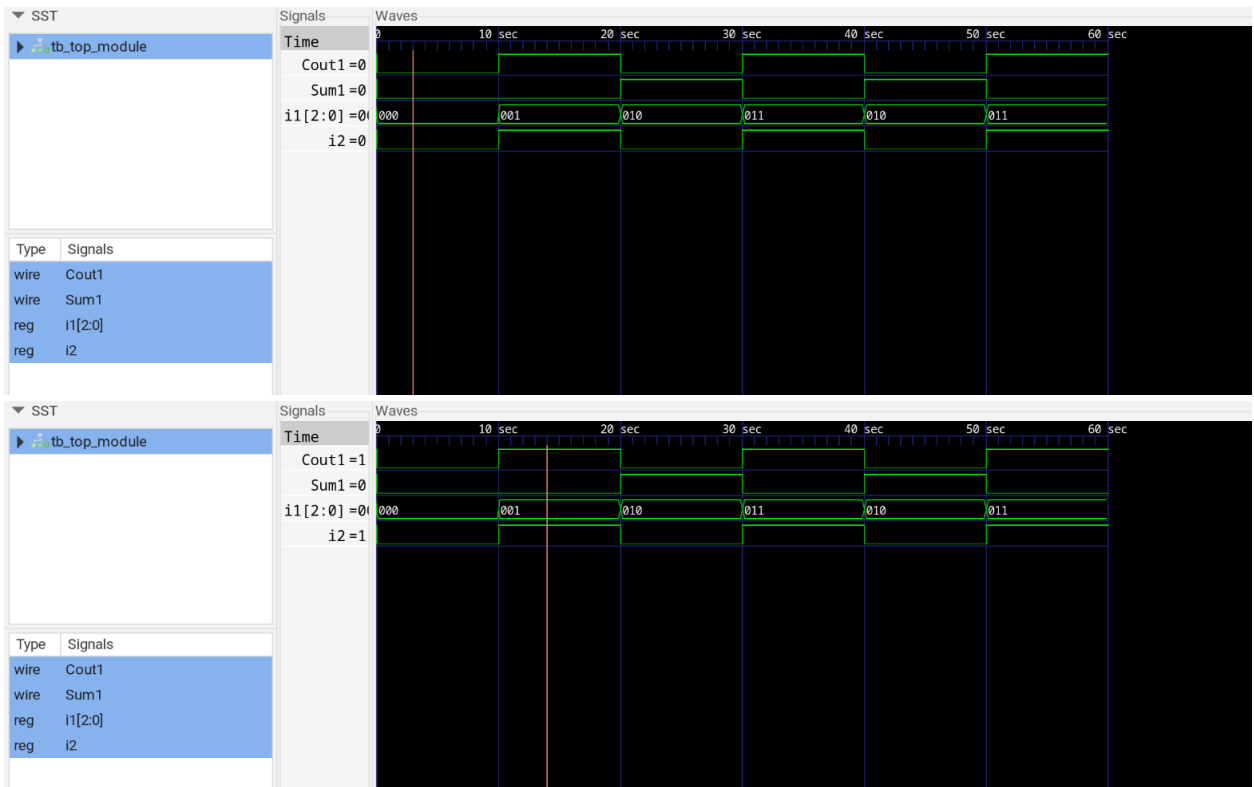 SST
Signals
Waves
tb_top_module
Time
0 10 sec 20 sec 30 sec 40 sec 50 sec 60 sec
Cout1=0
Sum1=0
i1[2:0]=00 000 001 010 011 010 011
i2=0
Type Signals
wire Cout1
wire Sum1
reg i1[2:0]
reg i2
SST
Signals
Waves
tb_top_module
Time
0 10 sec 20 sec 30 sec 40 sec 50 sec 60 sec
Cout1=1
Sum1=0
i1[2:0]=00 000 001 010 011 010 011
i2=1
Type Signals
wire Cout1
wire Sum1
reg i1[2:0]
reg i2